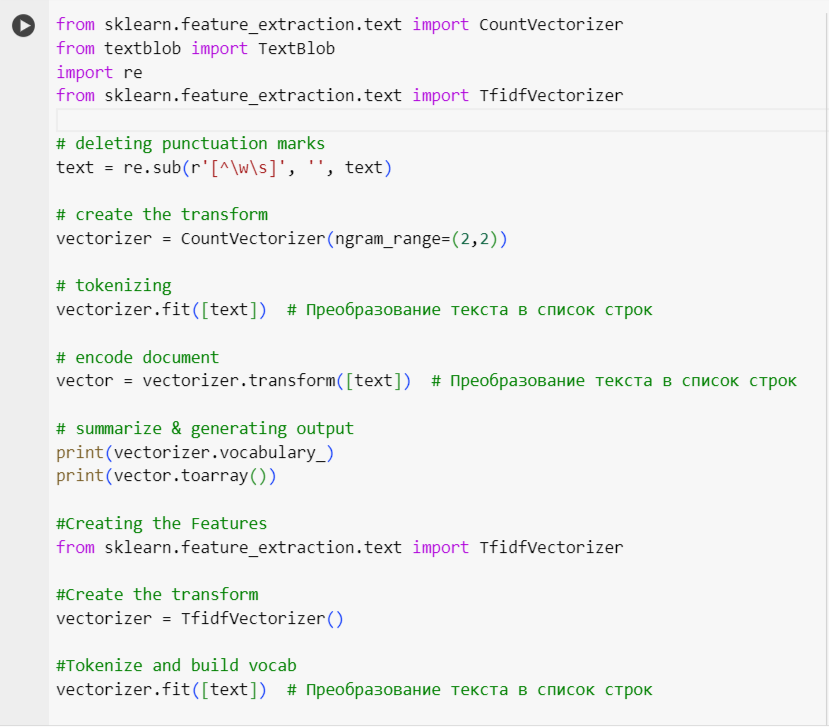 from sklearn.feature_extraction.text import CountVectorizer
from textblob import TextBlob
import re
from sklearn.feature_extraction.text import TfidfVectorizer
# deleting punctuation marks
text = re.sub(r'[^\w\s]', '', text)
# create the transform
vectorizer = CountVectorizer(ngram_range=(2,2))
# tokenizing
vectorizer.fit([text])  # Преобразование текста в список строк
# encode document
vector = vectorizer.transform([text])  # Преобразование текста в список строк
# summarize & generating output
print(vectorizer.vocabulary_)
print(vector.toarray())
#Creating the Features
from sklearn.feature_extraction.text import TfidfVectorizer
#Create the transform
vectorizer = TfidfVectorizer()
#Tokenize and build vocab
vectorizer.fit([text])  # Преобразование текста в список строк